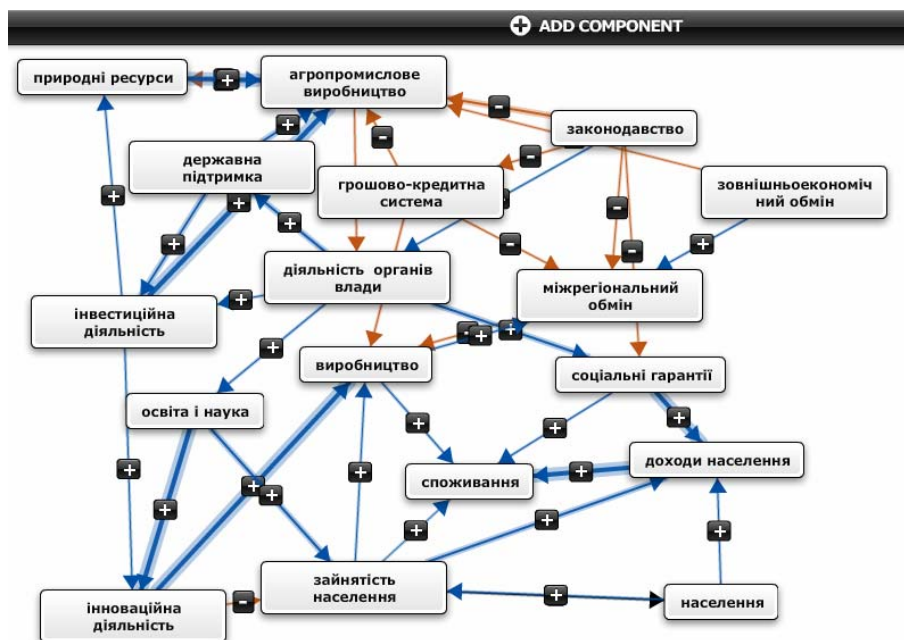 ADD COMPONENT
природні ресурси
агропромислове
виробництво
законодавство
державна
підтримка
грошово-кредитна
система
зовнішньоекономіч
ний обмін
діяльність органів
влади
міжрегіональний
обмін
інвестиційна
діяльність
виробництво
соціальні гарантії
освіта і наука
доходи населення
споживання
зайнятість
населення
інноваційна
діяльність
населення